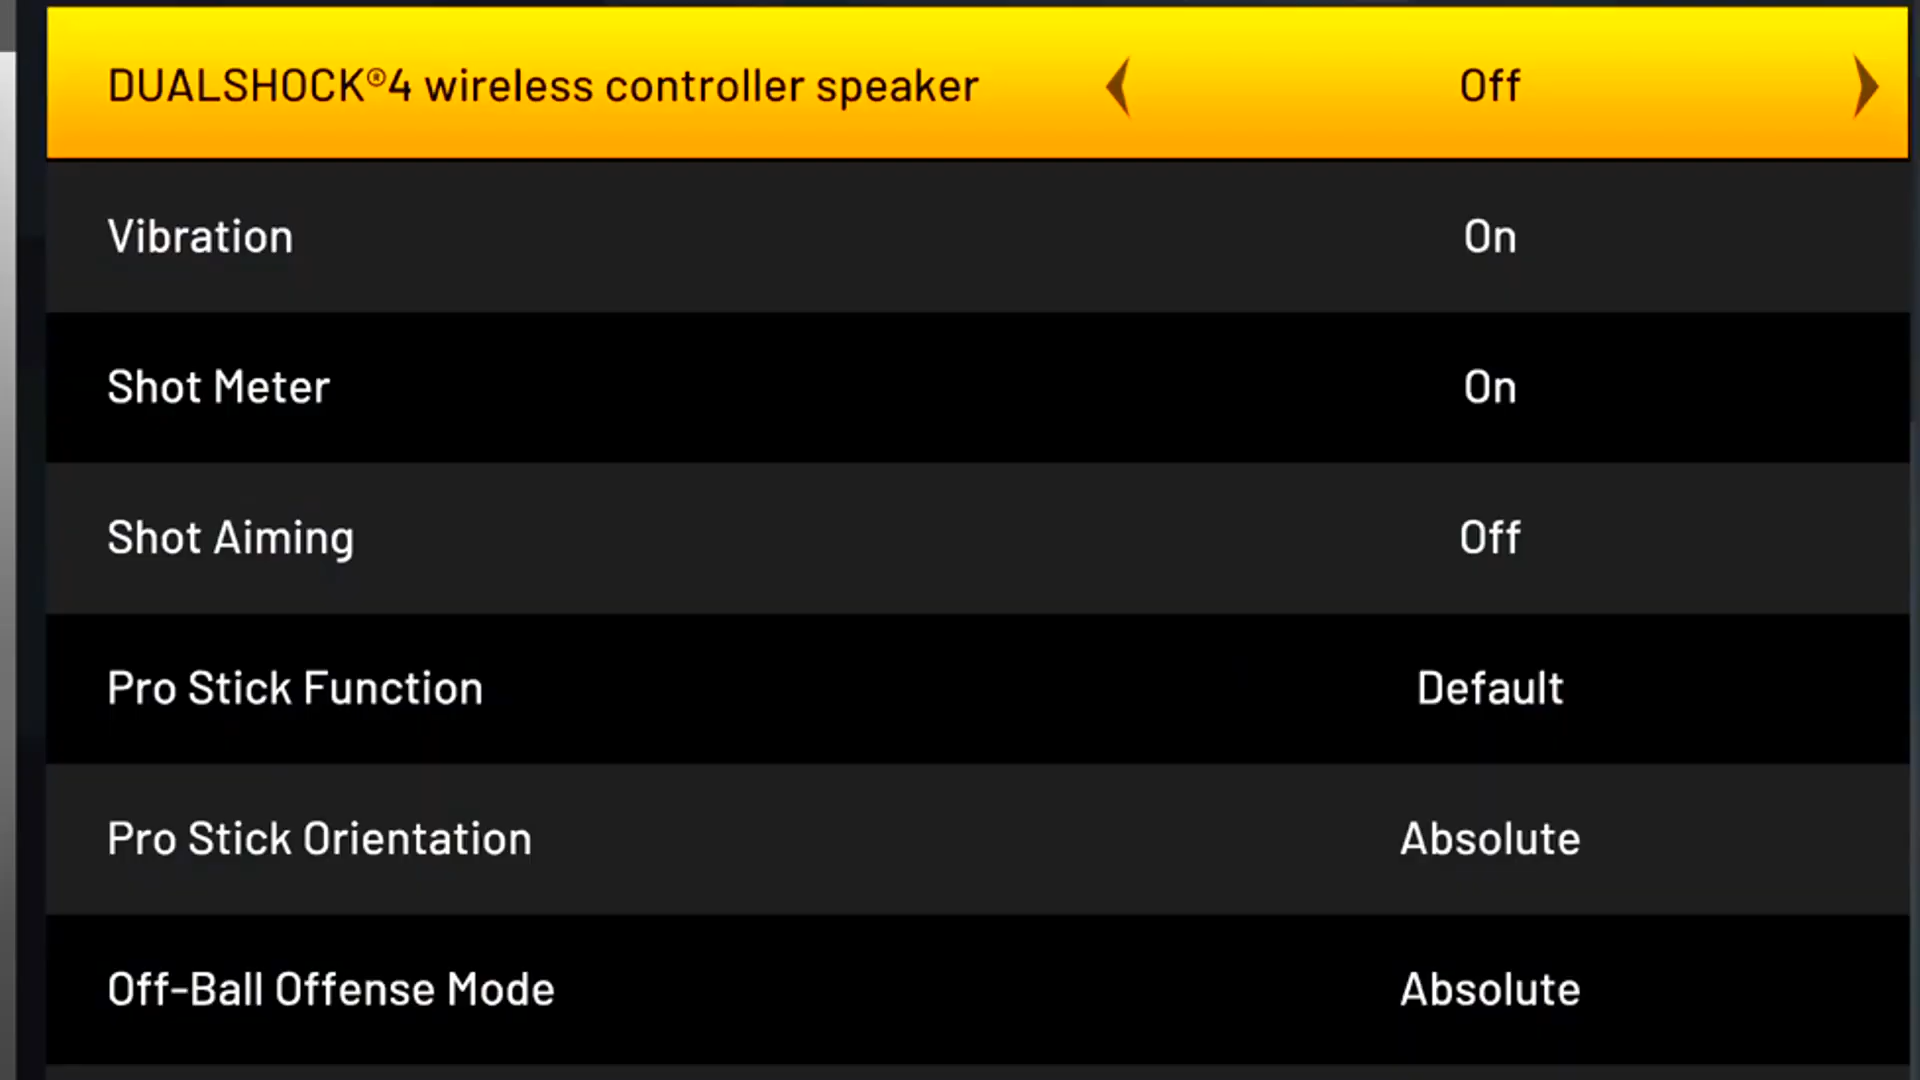 DUALSHOCK®4 wireless controller speaker Off
Vibration On
Shot Meter On
Shot Aiming Off
Pro Stick Function Default
Pro Stick Orientation Absolute
Off-Ball Offense Mode Absolute